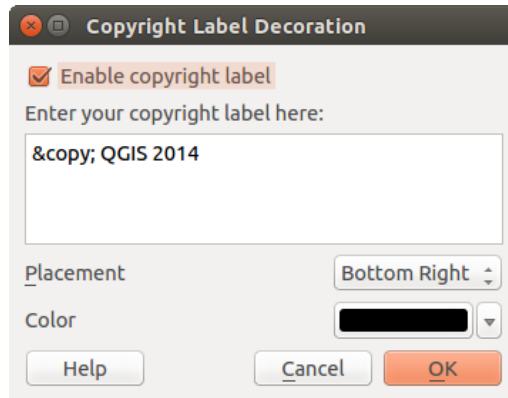 Copyright Label Decoration
Enable copyright label
Enter your copyright label here:
&copy; QGIS 2014
Placement
Bottom Right
Color
Help
Cancel
OK